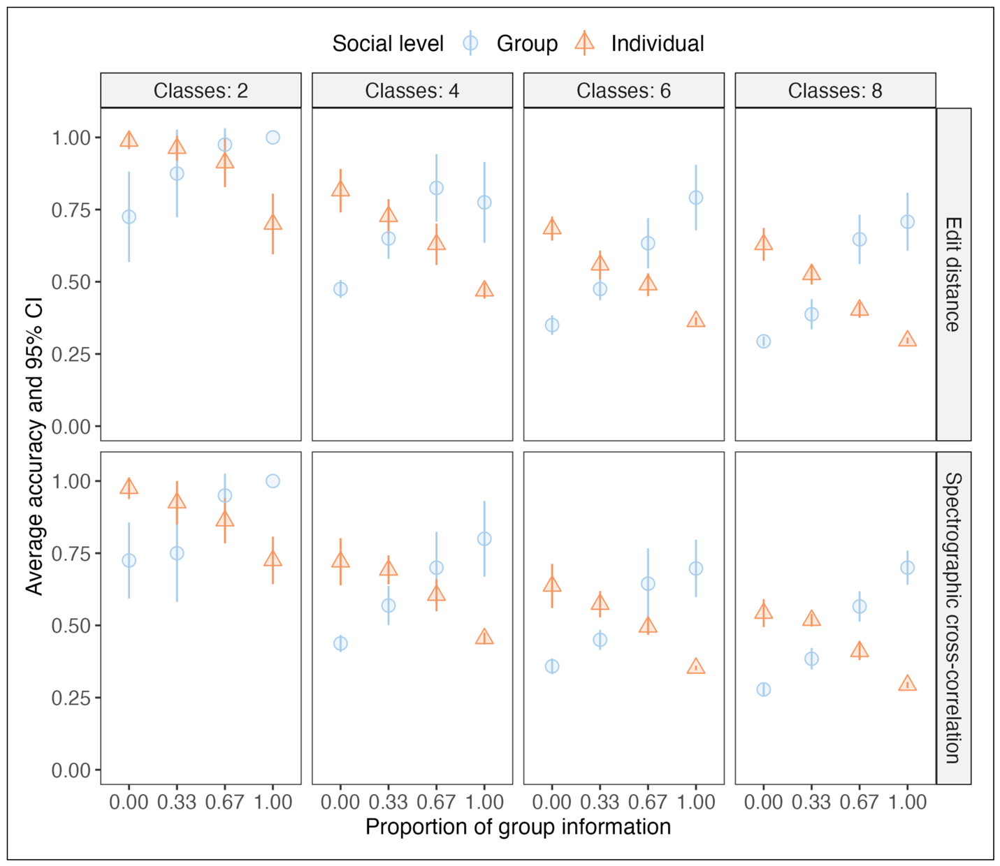 Social level Group Individual
Classes: 2 Classes: 4 Classes: 6 Classes: 8
Average accuracy and 95% CI
1.00
0.75
0.50
0.25
0.00
Edit distance
1.00
0.75
0.50
0.25
0.00
Spectrographic cross-correlation
0.00 0.33 0.67 1.00 0.00 0.33 0.67 1.00 0.00 0.33 0.67 1.00 0.00 0.33 0.67 1.00
Proportion of group information